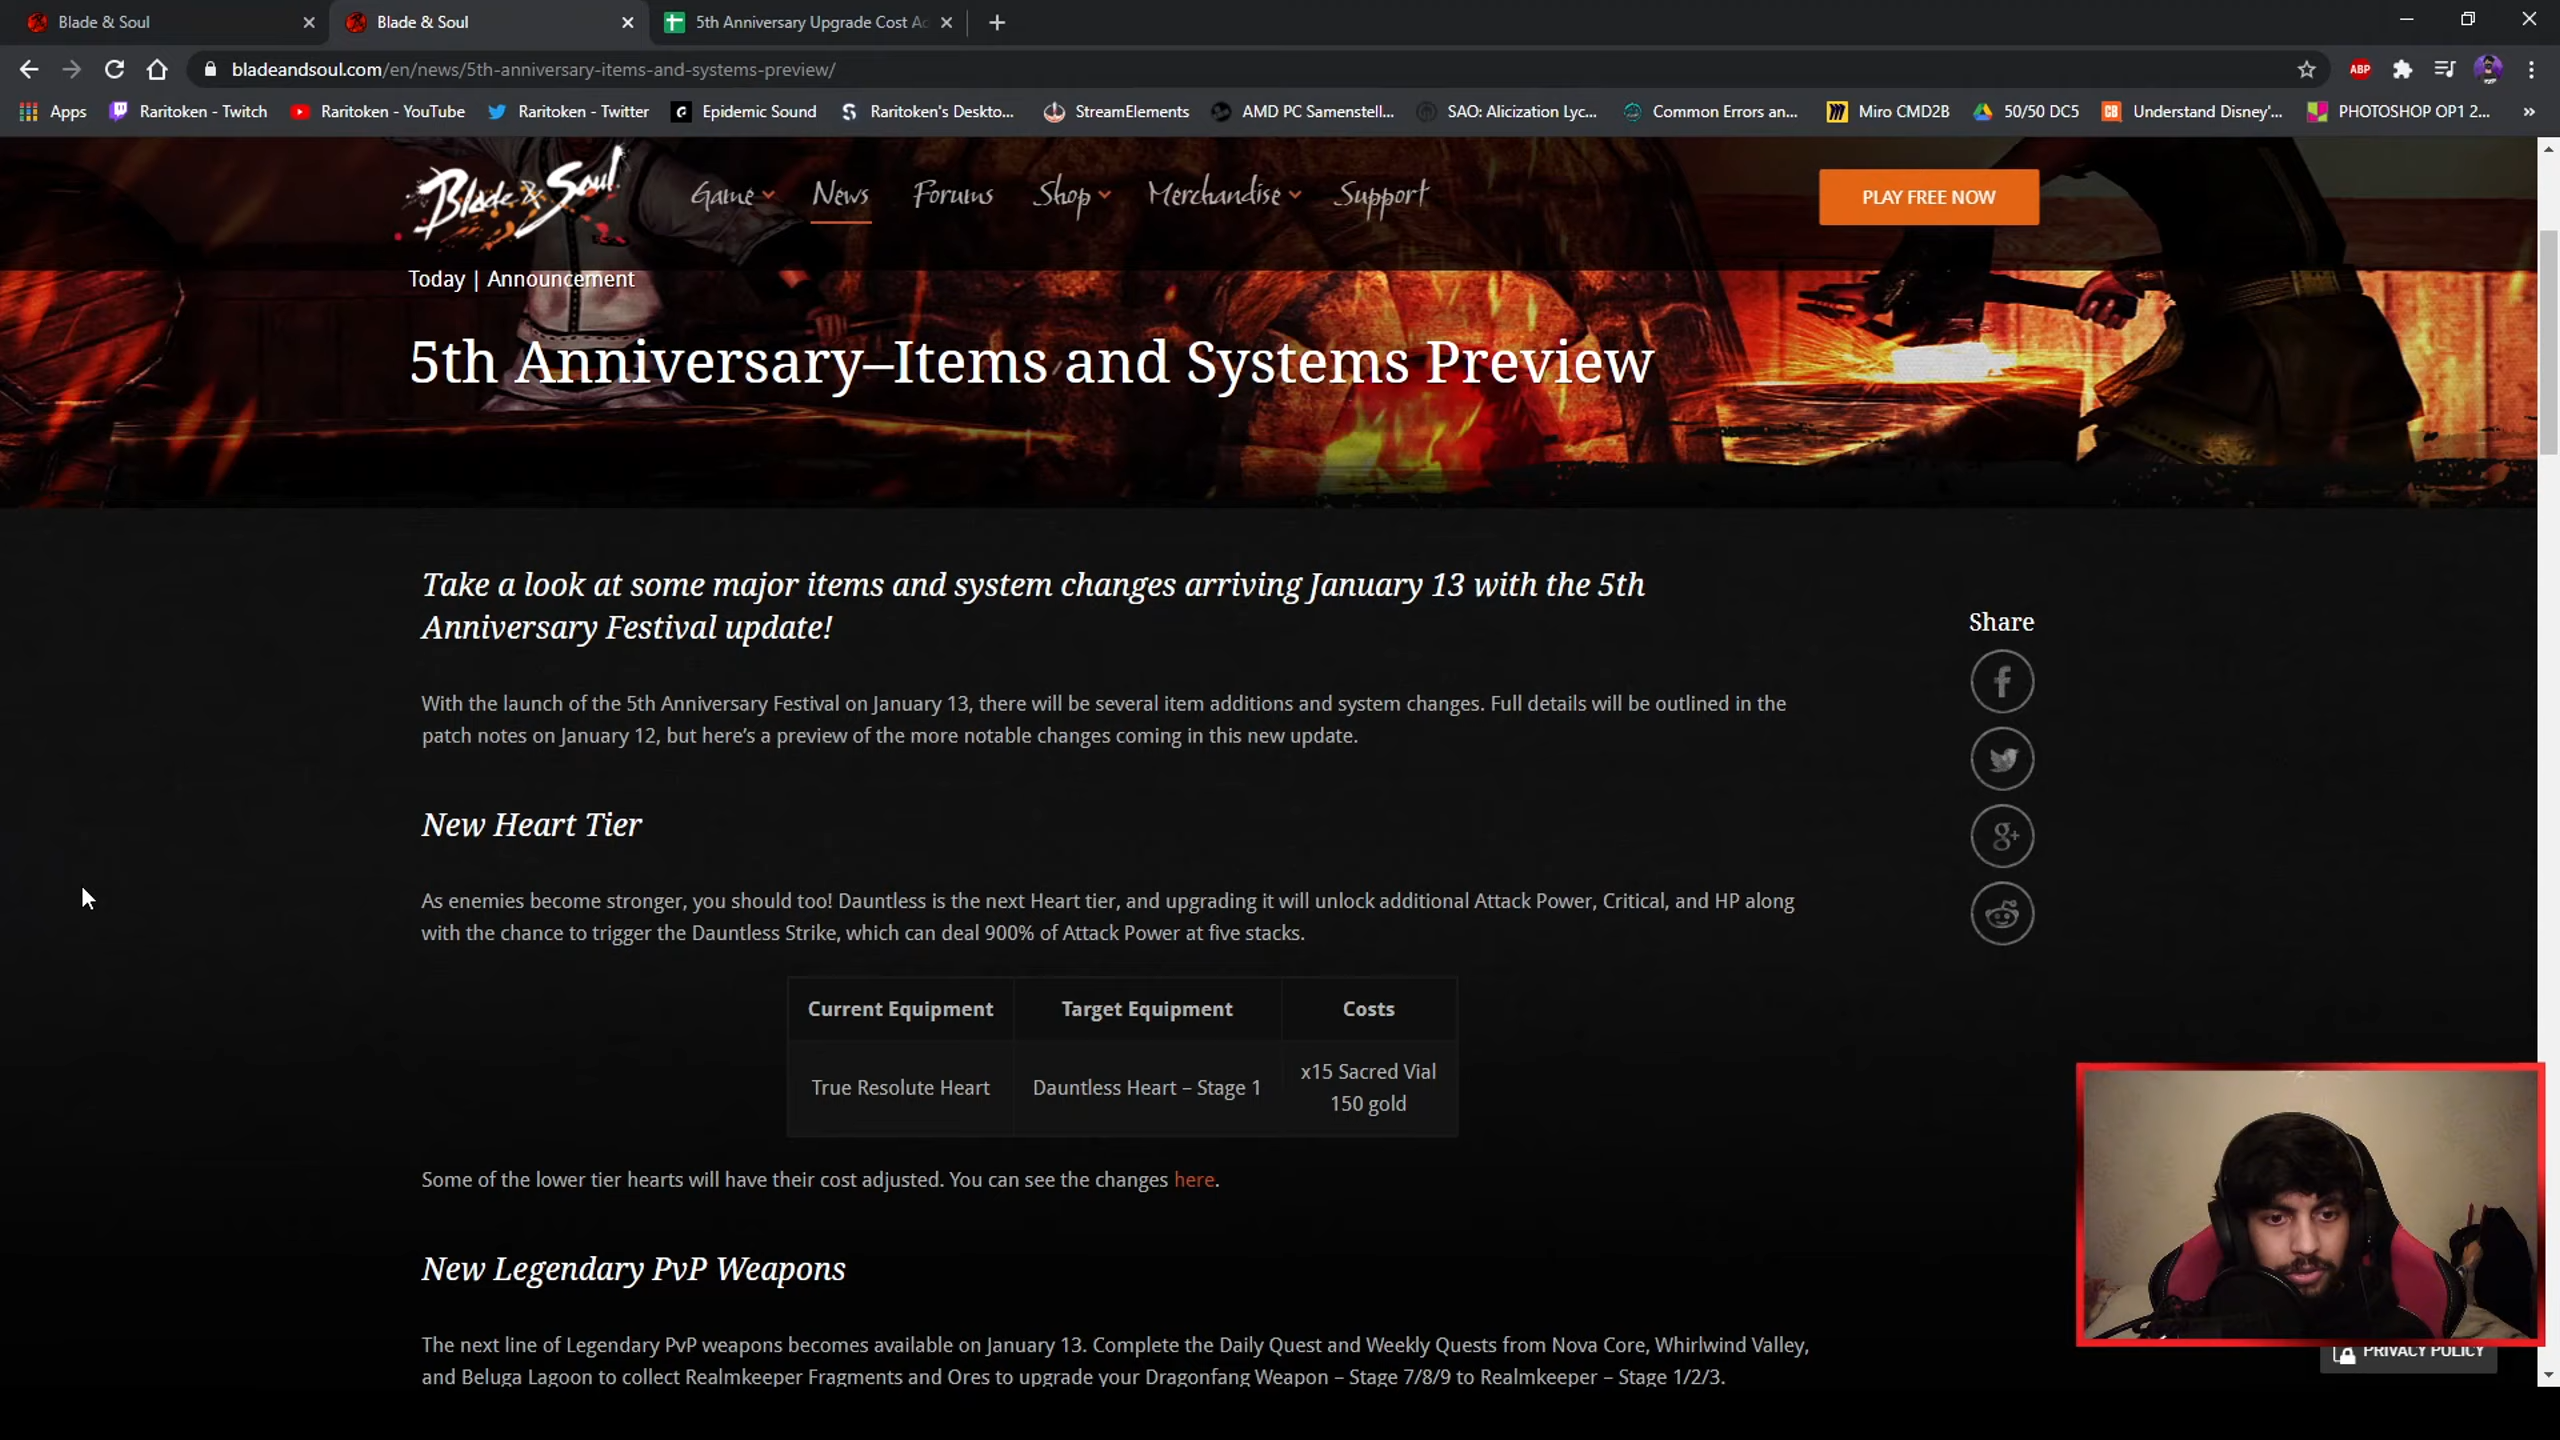 Blade & Soul
Blade & Soul
5th Anniversary Upgrade Cost Ad
bladeandsoul.com/en/news/5th-anniversary-items-and-systems-preview/
ABP
Apps
Raritoken - Twitch
Raritoken - YouTube
Raritoken - Twitter
Epidemic Sound
Raritoken's Deskto...
StreamElements
AMD PC Samenstell...
SAO: Alicization Lyc...
Common Errors an...
Miro CMD2B
50/50 DC5
Understand Disney'...
PHOTOSHOP OP1 2...
Blade & Soul
Game
News
Forums
Shop
Merchandise
Support
PLAY FREE NOW
Today | Announcement
5th Anniversary–Items and Systems Preview
Take a look at some major items and system changes arriving January 13 with the 5th
Anniversary Festival update!
Share
With the launch of the 5th Anniversary Festival on January 13, there will be several item additions and system changes. Full details will be outlined in the
patch notes on January 12, but here's a preview of the more notable changes coming in this new update.
New Heart Tier
As enemies become stronger, you should too! Dauntless is the next Heart tier, and upgrading it will unlock additional Attack Power, Critical, and HP along
with the chance to trigger the Dauntless Strike, which can deal 900% of Attack Power at five stacks.
Current Equipment
Target Equipment
Costs
True Resolute Heart
Dauntless Heart – Stage 1
x15 Sacred Vial
150 gold
Some of the lower tier hearts will have their cost adjusted. You can see the changes here.
New Legendary PvP Weapons
The next line of Legendary PvP weapons becomes available on January 13. Complete the Daily Quest and Weekly Quests from Nova Core, Whirlwind Valley,
and Beluga Lagoon to collect Realmkeeper Fragments and Ores to upgrade your Dragonfang Weapon – Stage 7/8/9 to Realmkeeper – Stage 1/2/3.
PRIVACY POLICY